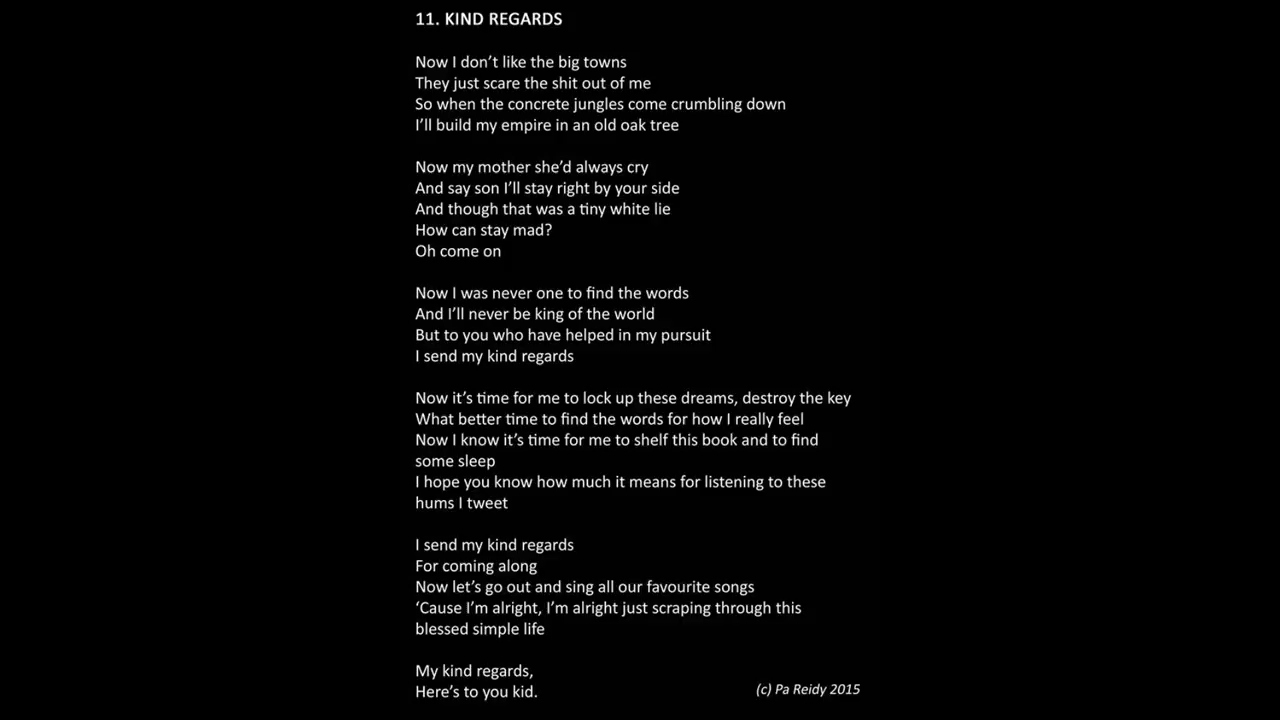 11. KIND REGARDS
Now I don't like the big towns
They just scare the shit out of me
So when the concrete jungles come crumbling down
I'll build my empire in an old oak tree
Now my mother she'd always cry
And say son I'll stay right by your side
And though that was a tiny white lie
How can stay mad?
Oh come on
Now I was never one to find the words
And I'll never be king of the world
But to you who have helped in my pursuit
I send my kind regards
Now it's time for me to lock up these dreams, destroy the key
What better time to find the words for how I really feel
Now I know it's time for me to shelf this book and to find
some sleep
I hope you know how much it means for listening to these
hums I tweet
I send my kind regards
For coming along
Now let's go out and sing all our favourite songs
‘Cause I'm alright, I'm alright just scraping through this
blessed simple life
My kind regards,
Here's to you kid.
(c) Pa Reidy 2015